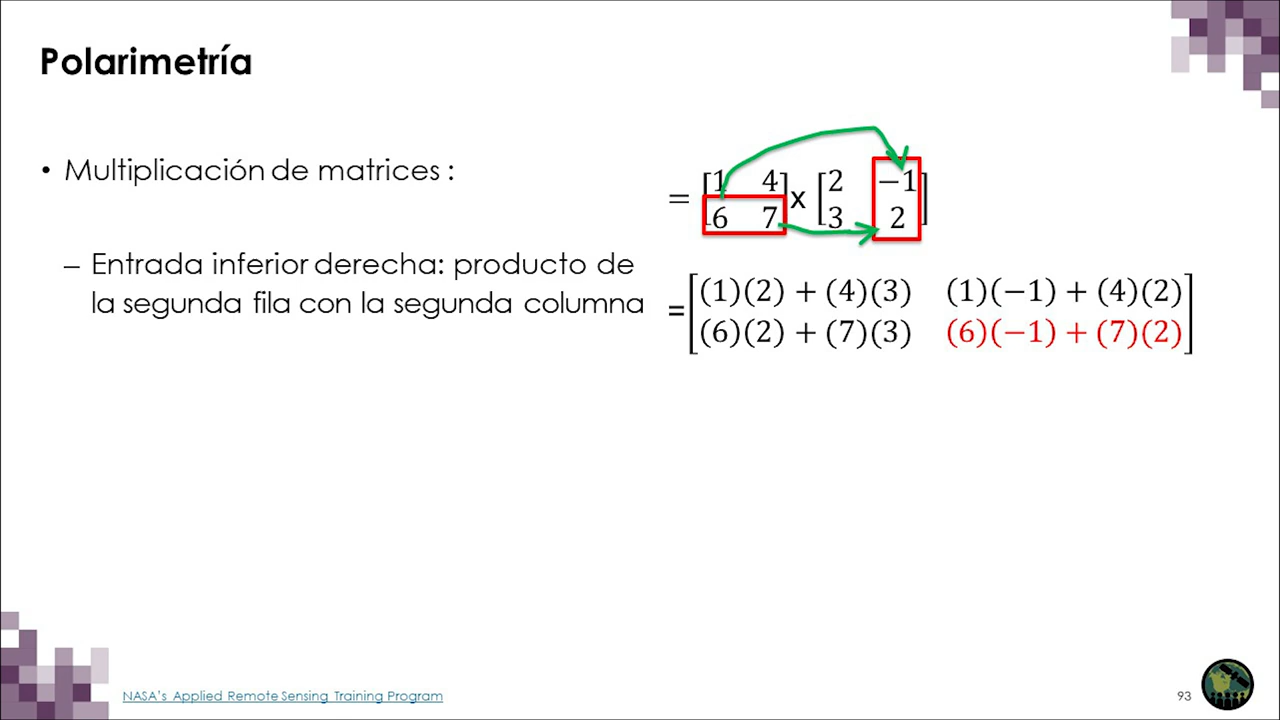 Polarimetría
• Multiplicación de matrices :
– Entrada inferior derecha: producto de
la segunda fila con la segunda columna
= [1 4
6 7] x [2 −1
3 2]
=[(1)(2) + (4)(3) (1)(−1) + (4)(2)
(6)(2) + (7)(3) (6)(−1) + (7)(2)]
NASA's Applied Remote Sensing Training Program
93